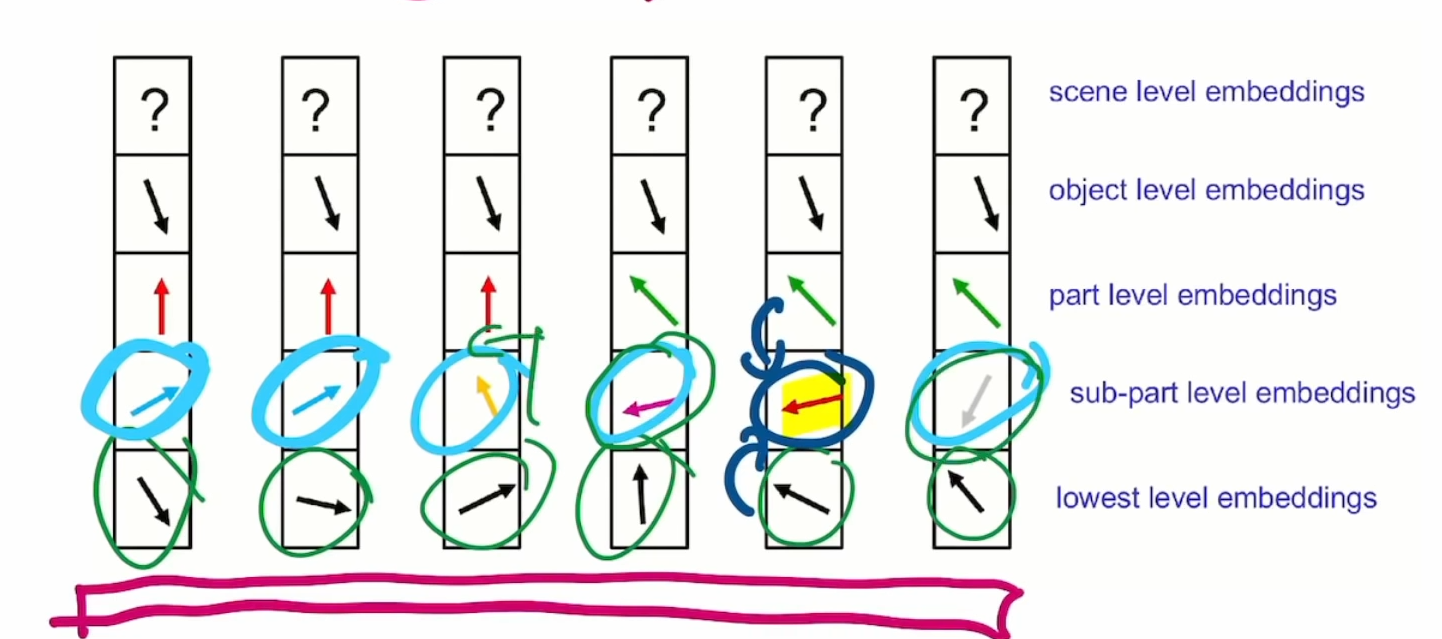 ? ? ? ? ? ? scene level embeddings
object level embeddings
part level embeddings
sub-part level embeddings
lowest level embeddings